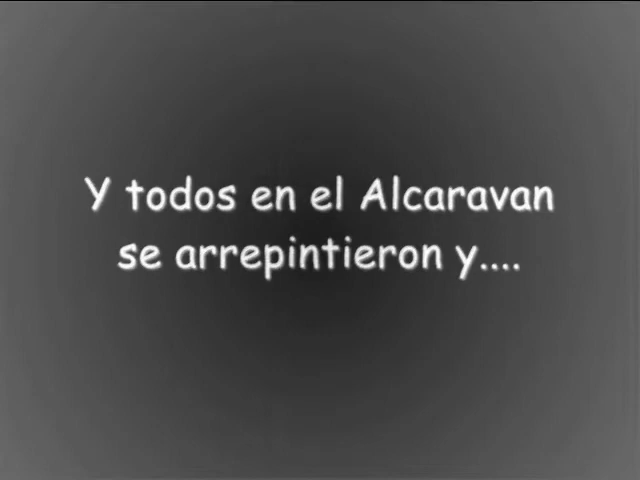 Y todos en el Alcaravan
se arrepintieron y....